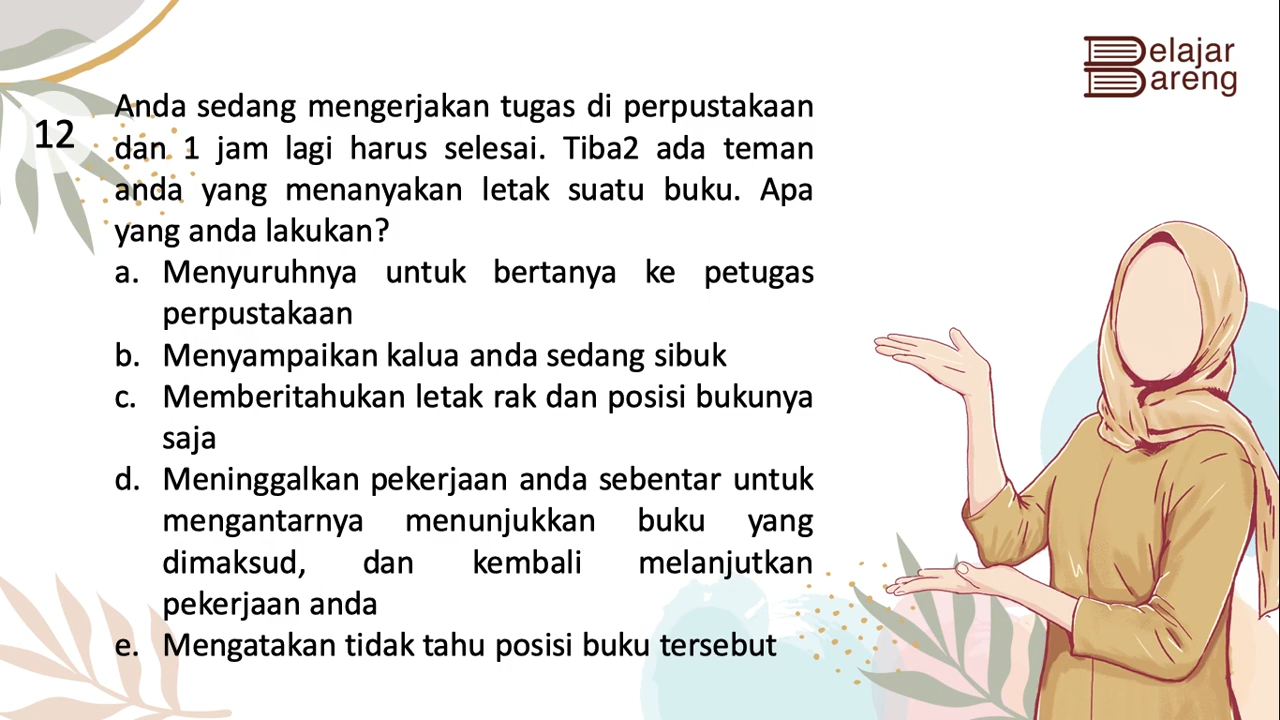 Belajar
Bareng
12
Anda sedang mengerjakan tugas di perpustakaan
dan 1 jam lagi harus selesai. Tiba2 ada teman
anda yang menanyakan letak suatu buku. Apa
yang anda lakukan?
a. Menyuruhnya untuk bertanya ke petugas
perpustakaan
b. Menyampaikan kalua anda sedang sibuk
c. Memberitahukan letak rak dan posisi bukunya
saja
d. Meninggalkan pekerjaan anda sebentar untuk
mengantarnya menunjukkan buku yang
dimaksud, dan kembali melanjutkan
pekerjaan anda
e. Mengatakan tidak tahu posisi buku tersebut